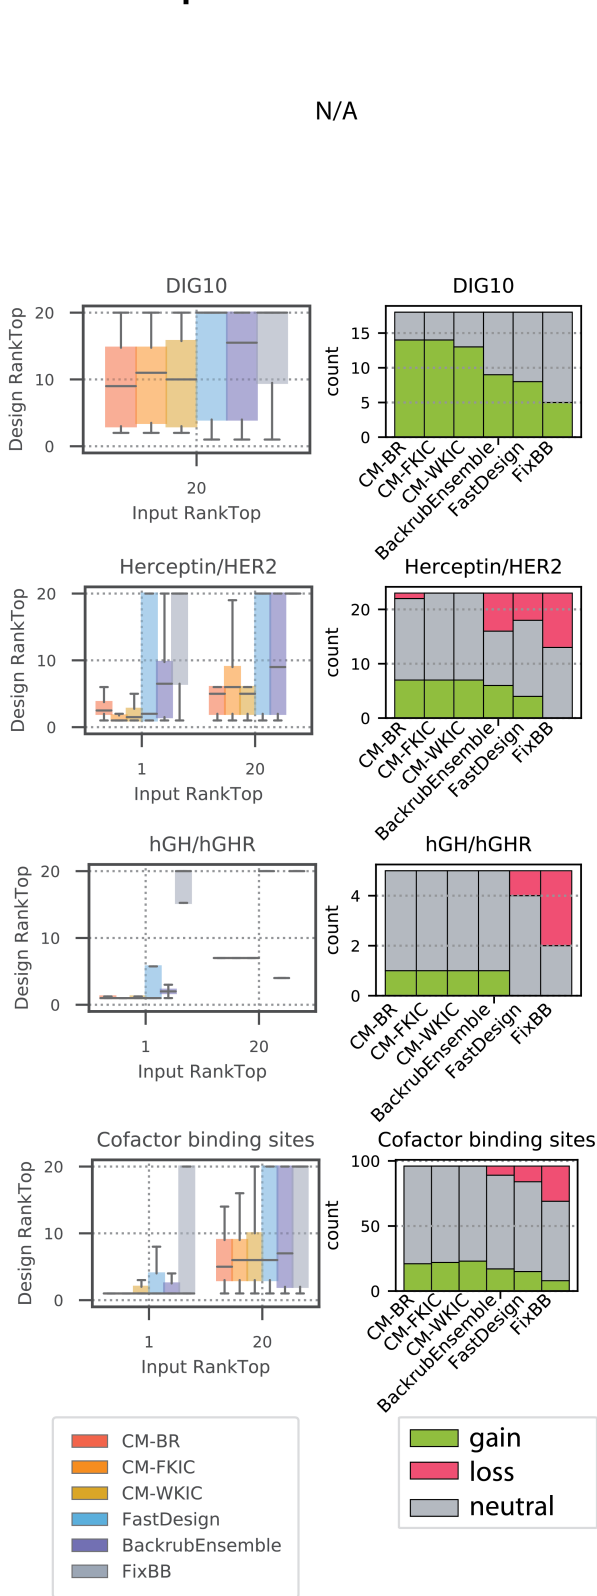 N/A
DIG10
Design RankTop
20
10
0
20
Input RankTop
DIG10
count
15
10
5
0
CM-BR
CM-FKIC
CM-WKIC
BackrubEnsemble
FastDesign
FixBB
Herceptin/HER2
Design RankTop
20
10
0
1 20
Input RankTop
Herceptin/HER2
count
20
10
0
CM-BR
CM-FKIC
CM-WKIC
BackrubEnsemble
FastDesign
FixBB
hGH/hGHR
Design RankTop
20
10
0
1 20
Input RankTop
hGH/hGHR
count
4
2
0
CM-BR
CM-FKIC
CM-WKIC
BackrubEnsemble
FastDesign
FixBB
Cofactor binding sites
Design RankTop
20
10
0
1 20
Input RankTop
Cofactor binding sites
count
100
50
0
CM-BR
CM-FKIC
CM-WKIC
BackrubEnsemble
FastDesign
FixBB
CM-BR
CM-FKIC
CM-WKIC
FastDesign
BackrubEnsemble
FixBB
gain
loss
neutral